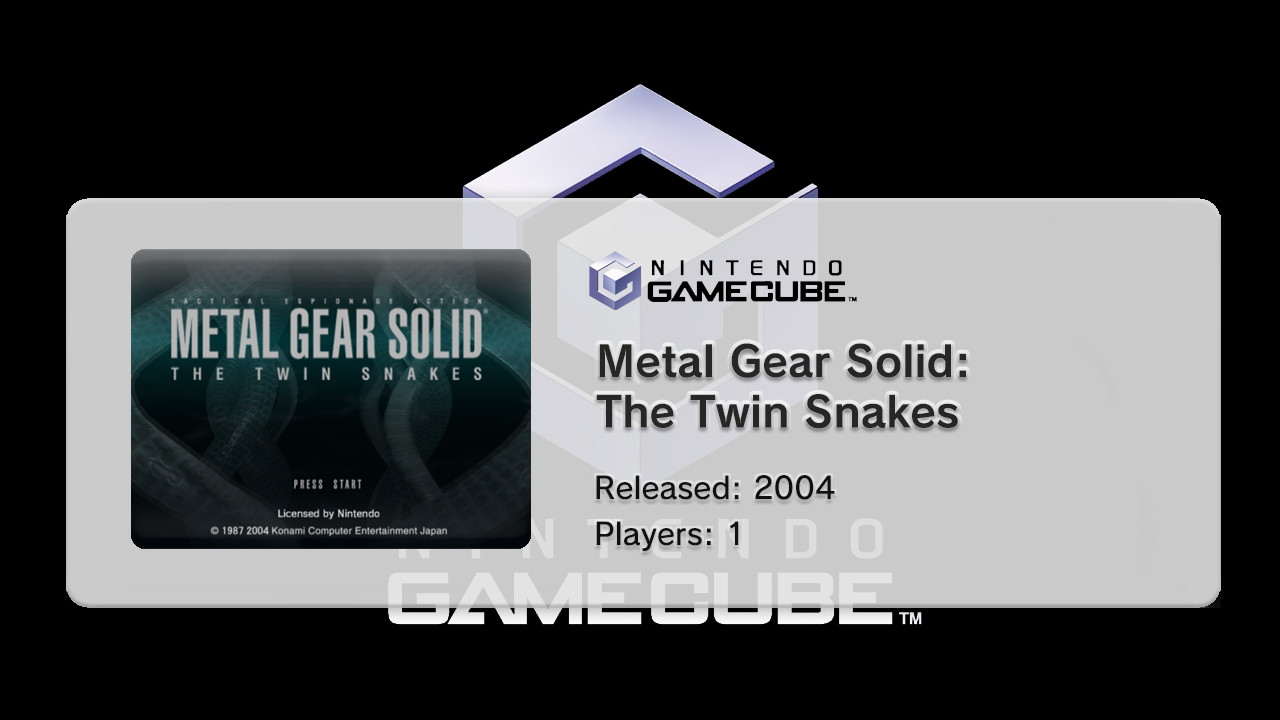 TACTICAL ESPIONAGE ACTION
METAL GEAR SOLID®
THE TWIN SNAKES
PRESS START
Licensed by Nintendo
© 1987 2004 Konami Computer Entertainment Japan
NINTENDO
GAMECUBE™
Metal Gear Solid:
The Twin Snakes
Released: 2004
Players: 1
NINTENDO
GAMECUBE™